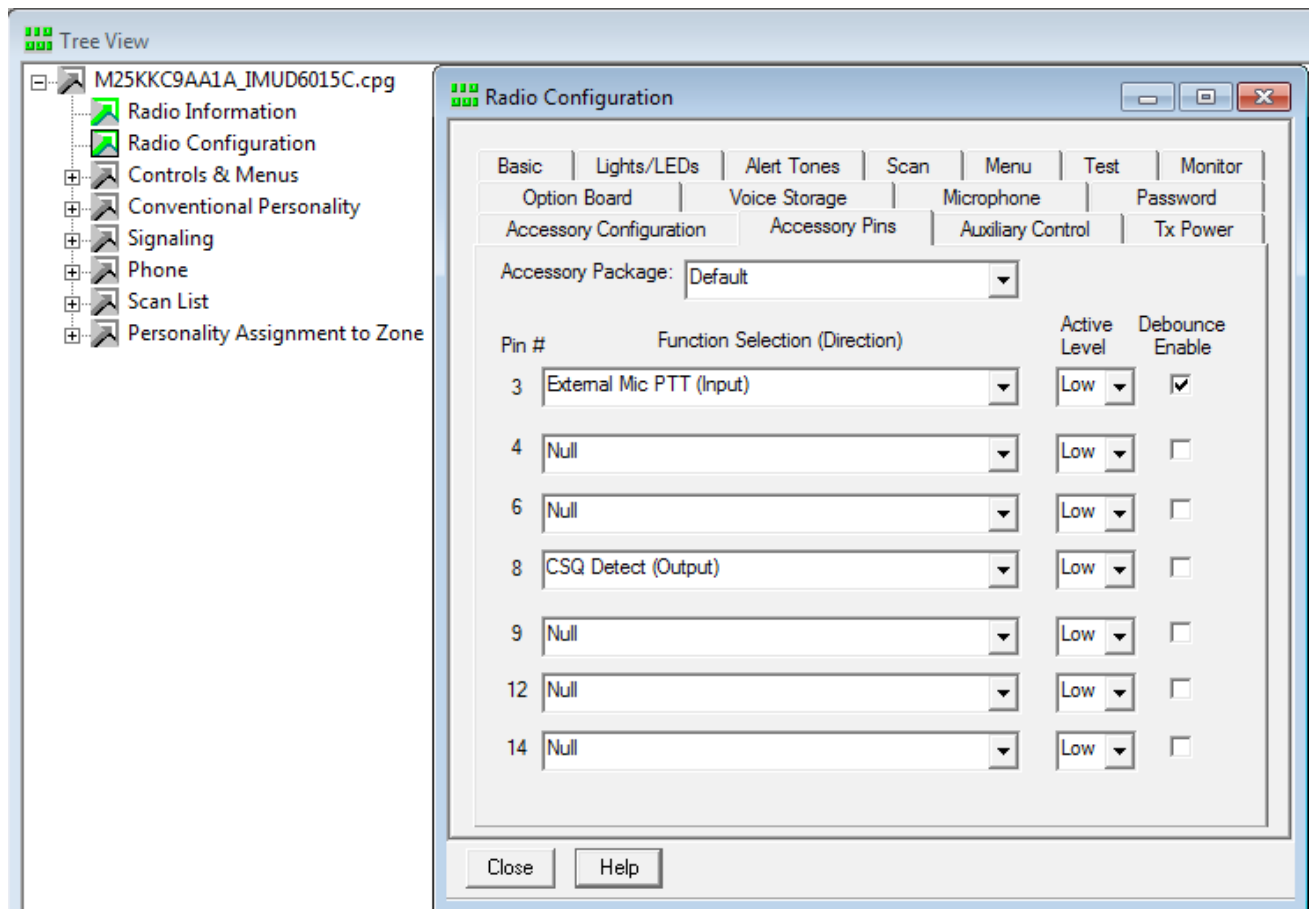 Tree View
M25KKC9AA1A_IMUD6015C.cpg
Radio Information
Radio Configuration
Controls & Menus
Conventional Personality
Signaling
Phone
Scan List
Personality Assignment to Zone
Radio Configuration
Basic Lights/LEDs Alert Tones Scan Menu Test Monitor
Option Board Voice Storage Microphone Password
Accessory Configuration Accessory Pins Auxiliary Control Tx Power
Accessory Package: Default
Pin # Function Selection (Direction) Active Level Debounce Enable
3 External Mic PTT (Input) Low
4 Null Low
6 Null Low
8 CSQ Detect (Output) Low
9 Null Low
12 Null Low
14 Null Low
Close Help